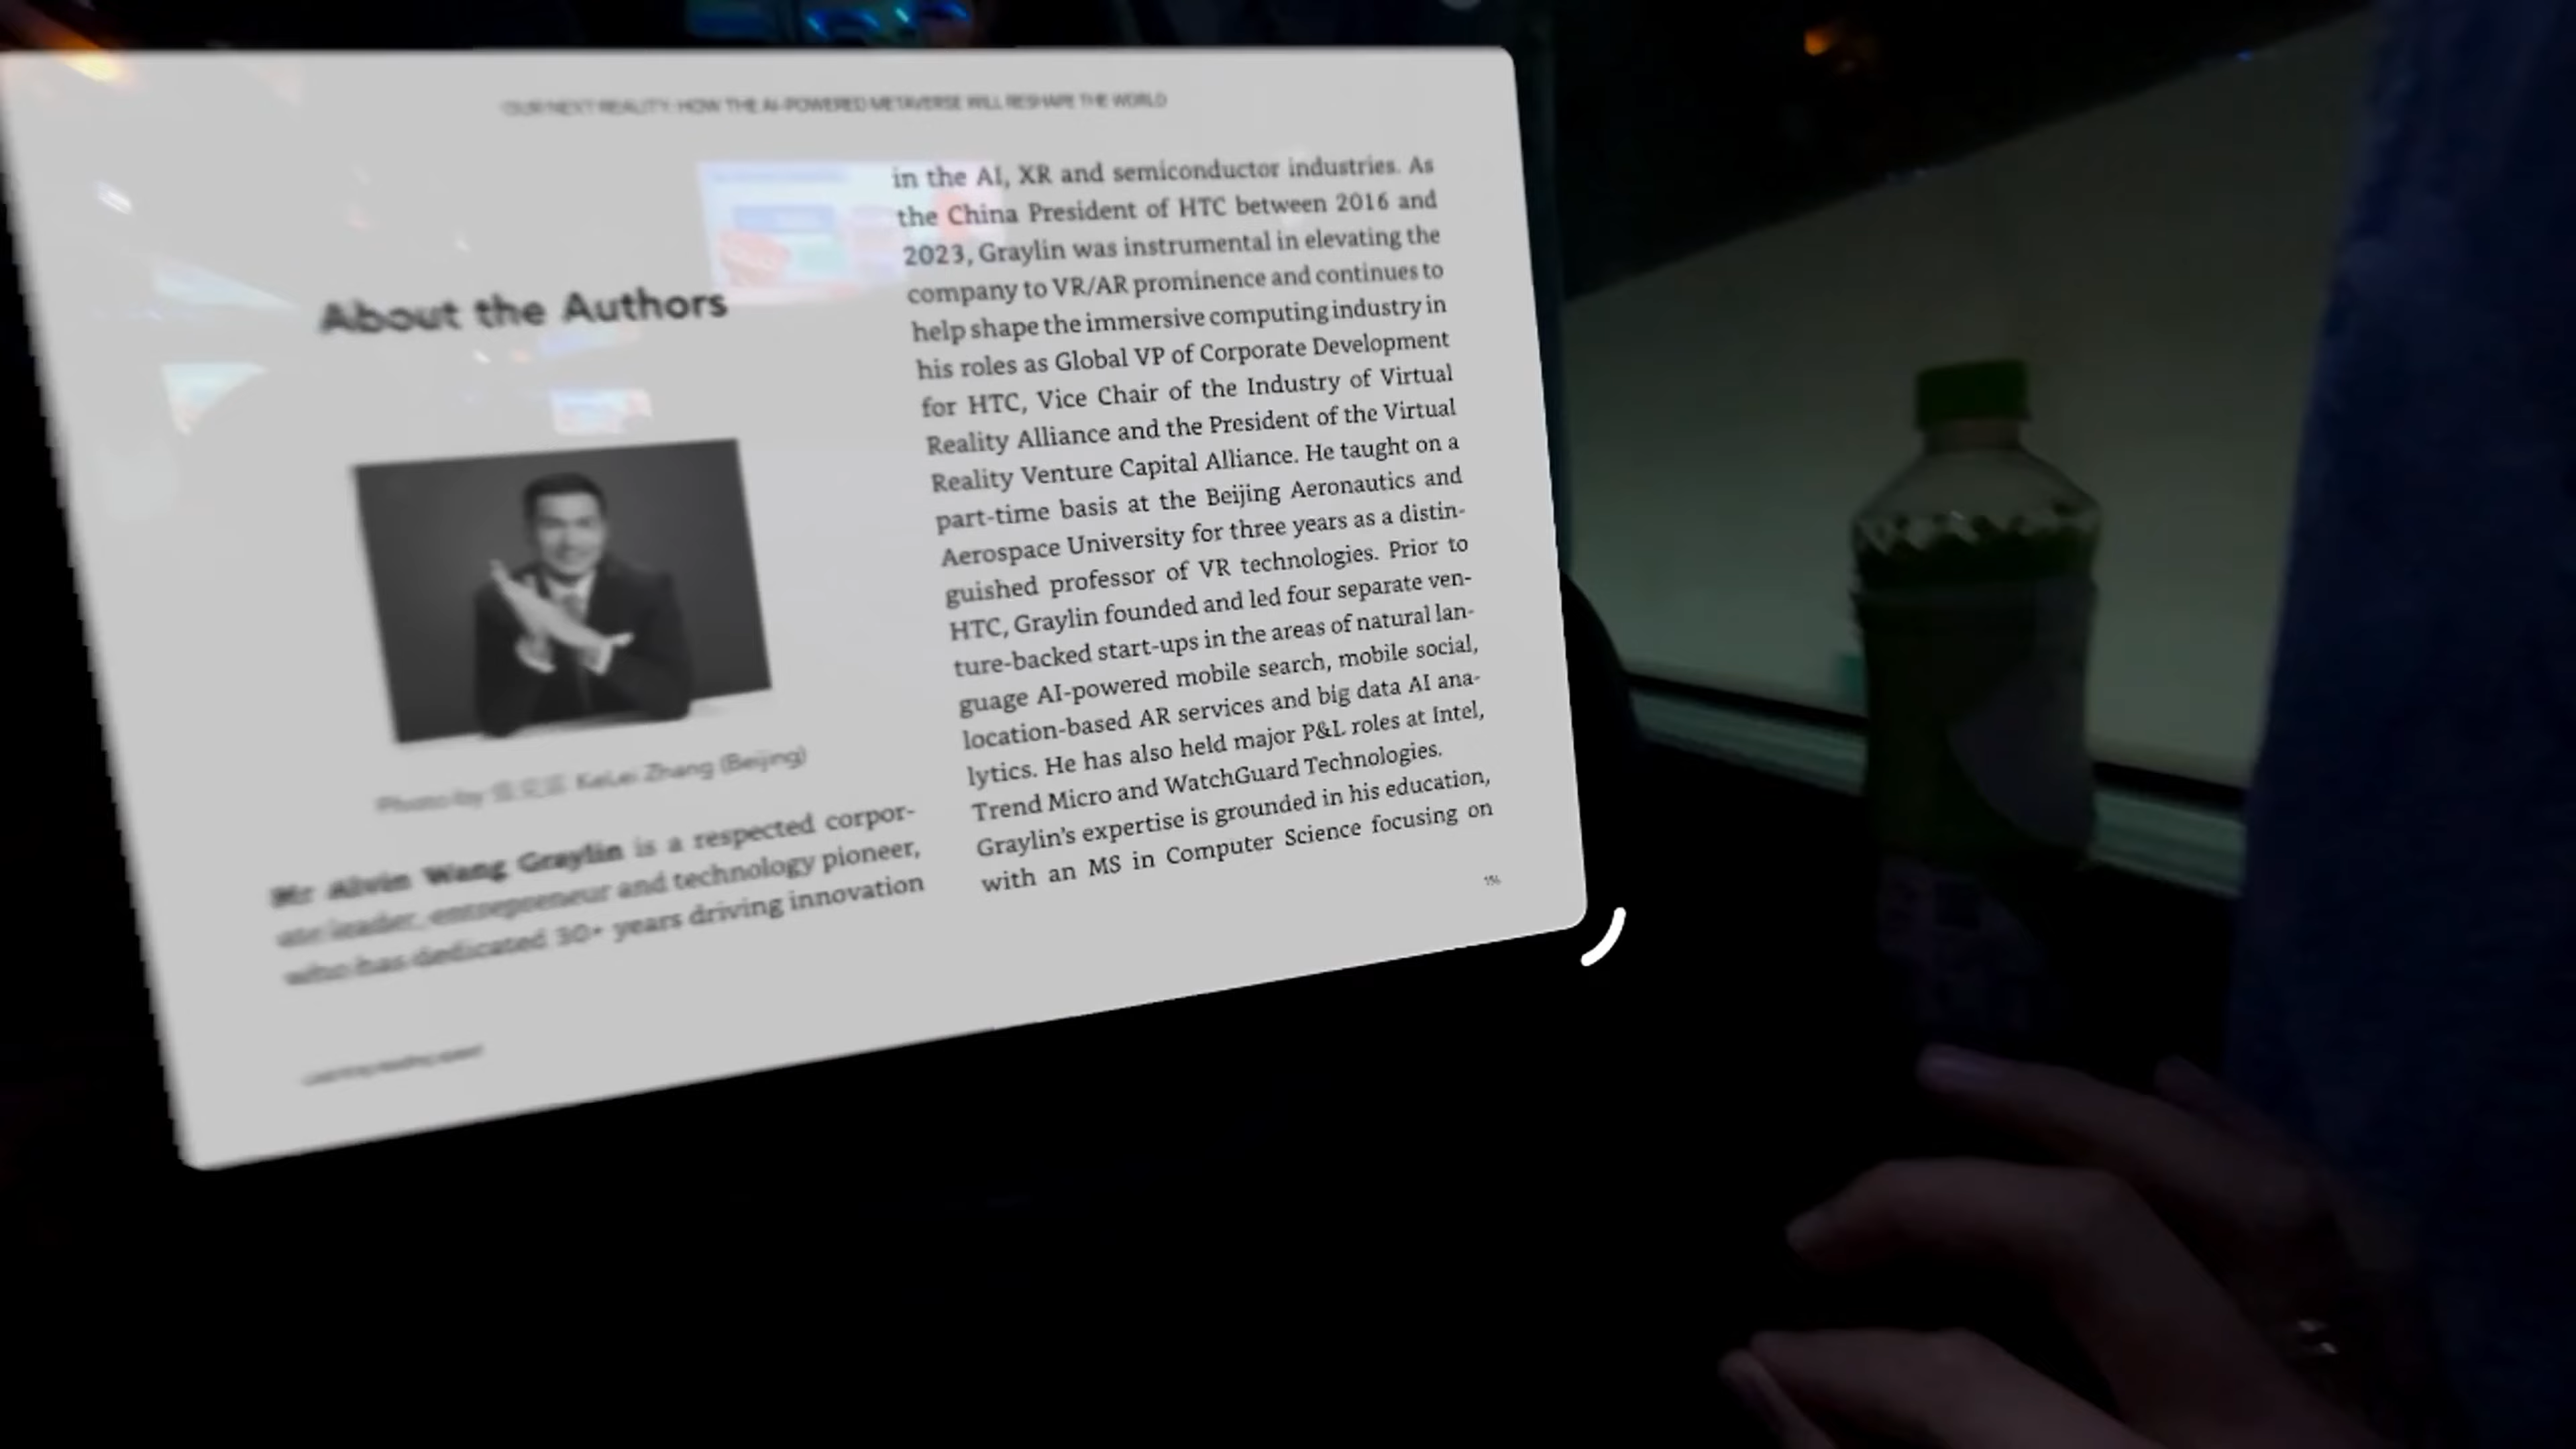 OUR NEXT REALITY: HOW THE AI-POWERED METAVERSE WILL RESHAPE THE WORLD
About the Authors
Photo by KeLei Zhang (Beijing)
Mr Alvin Wang Graylin is a respected corpor-
ate leader, entrepreneur and technology pioneer,
who has dedicated 30+ years driving innovation
in the AI, XR and semiconductor industries. As
the China President of HTC between 2016 and
2023, Graylin was instrumental in elevating the
company to VR/AR prominence and continues to
help shape the immersive computing industry in
his roles as Global VP of Corporate Development
for HTC, Vice Chair of the Industry of Virtual
Reality Alliance and the President of the Virtual
Reality Venture Capital Alliance. He taught on a
part-time basis at the Beijing Aeronautics and
Aerospace University for three years as a distin-
guished professor of VR technologies. Prior to
HTC, Graylin founded and led four separate ven-
ture-backed start-ups in the areas of natural lan-
guage AI-powered mobile search, mobile social,
location-based AR services and big data AI ana-
lytics. He has also held major P&L roles at Intel,
Trend Micro and WatchGuard Technologies.
Graylin's expertise is grounded in his education,
with an MS in Computer Science focusing on
1%
Learning reading speed